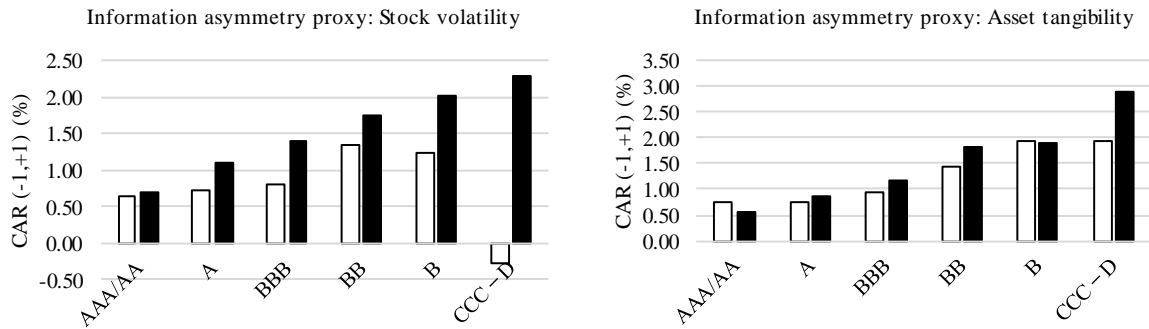 Information asymmetry proxy: Stock volatility
CAR (-1,+1) (%)
2.50
2.00
1.50
1.00
0.50
0.00
-0.50
AAA/AA
A
BBB
BB
B
CCC – D
Information asymmetry proxy: Asset tangibility
CAR (-1,+1) (%)
3.50
3.00
2.50
2.00
1.50
1.00
0.50
0.00
AAA/AA
A
BBB
BB
B
CCC – D